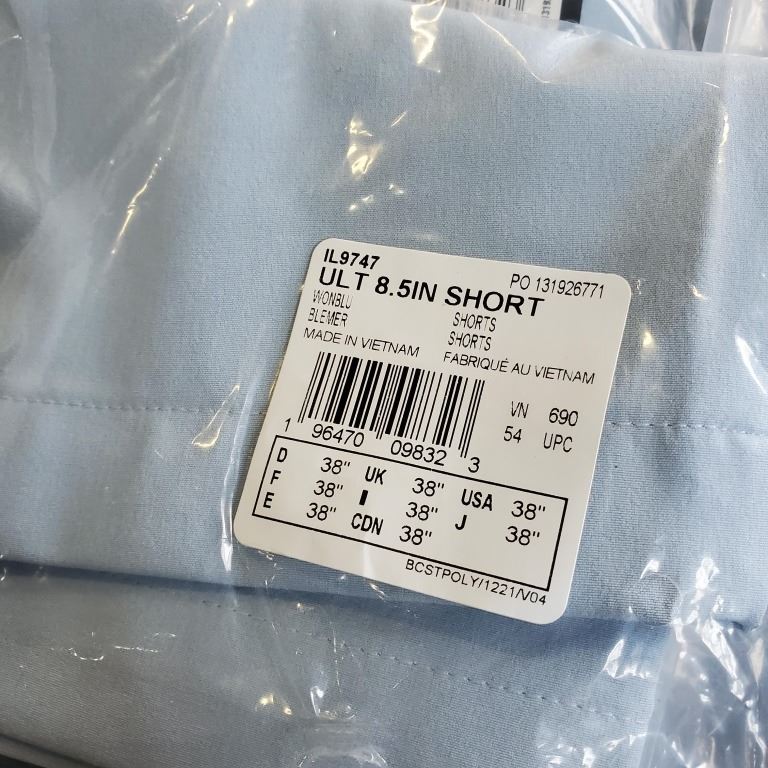 IL9747 PO 131926771
ULT 8.5IN SHORT
WONBLU SHORTS
BLEMER SHORTS
MADE IN VIETNAM FABRIQUÉ AU VIETNAM
VN 690
54 UPC
1 96470 09832 3
D 38" UK 38" USA 38"
F 38" I 38" J 38"
E 38" CDN 38"
BCSTPOLY/1221/V04